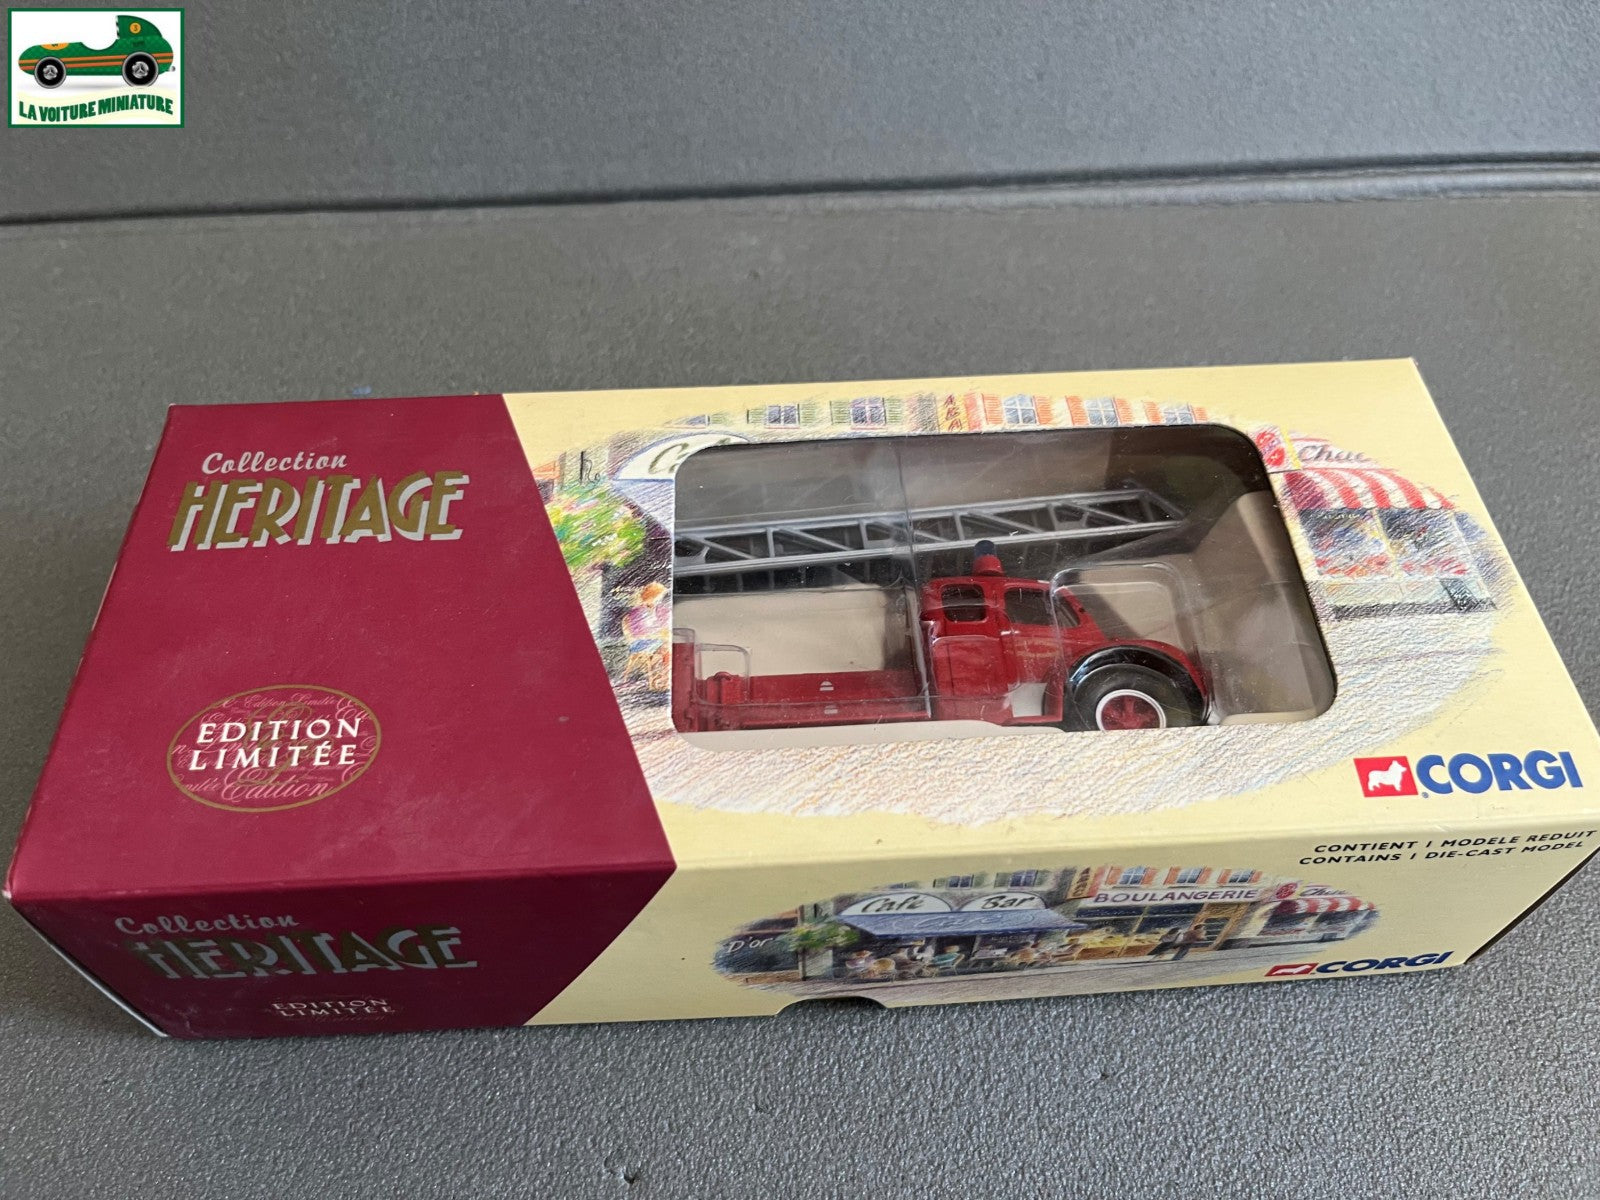 LA VOITURE MINIATURE
Collection
HERITAGE
EDITION
LIMITÉE
CORGI
CONTIENT 1 MODELE REDUIT
CONTAINS 1 DIE-CAST MODEL
Collection
HERITAGE
EDITION
LIMITÉE
D'or
Café Bar
BOULANGERIE
CORGI